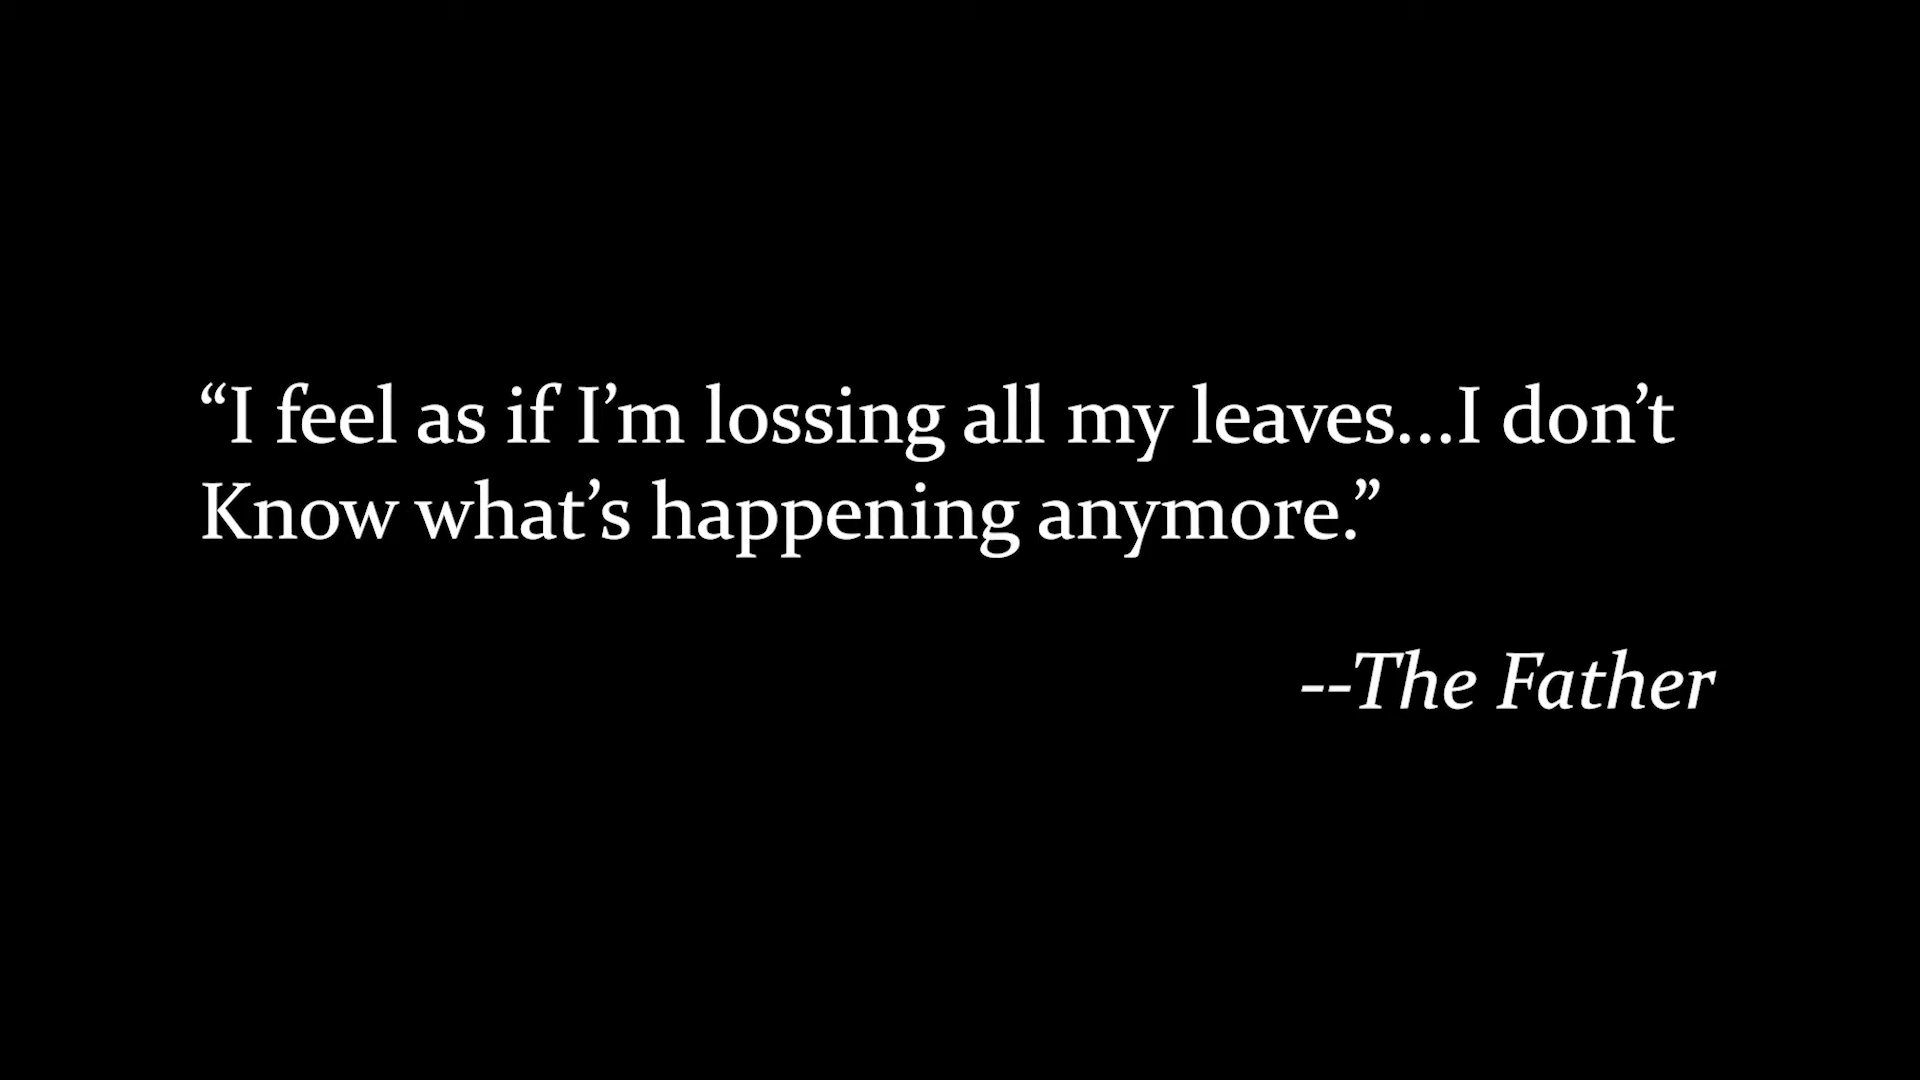 “I feel as if I’m lossing all my leaves...I don’t
Know what’s happening anymore.”
--The Father